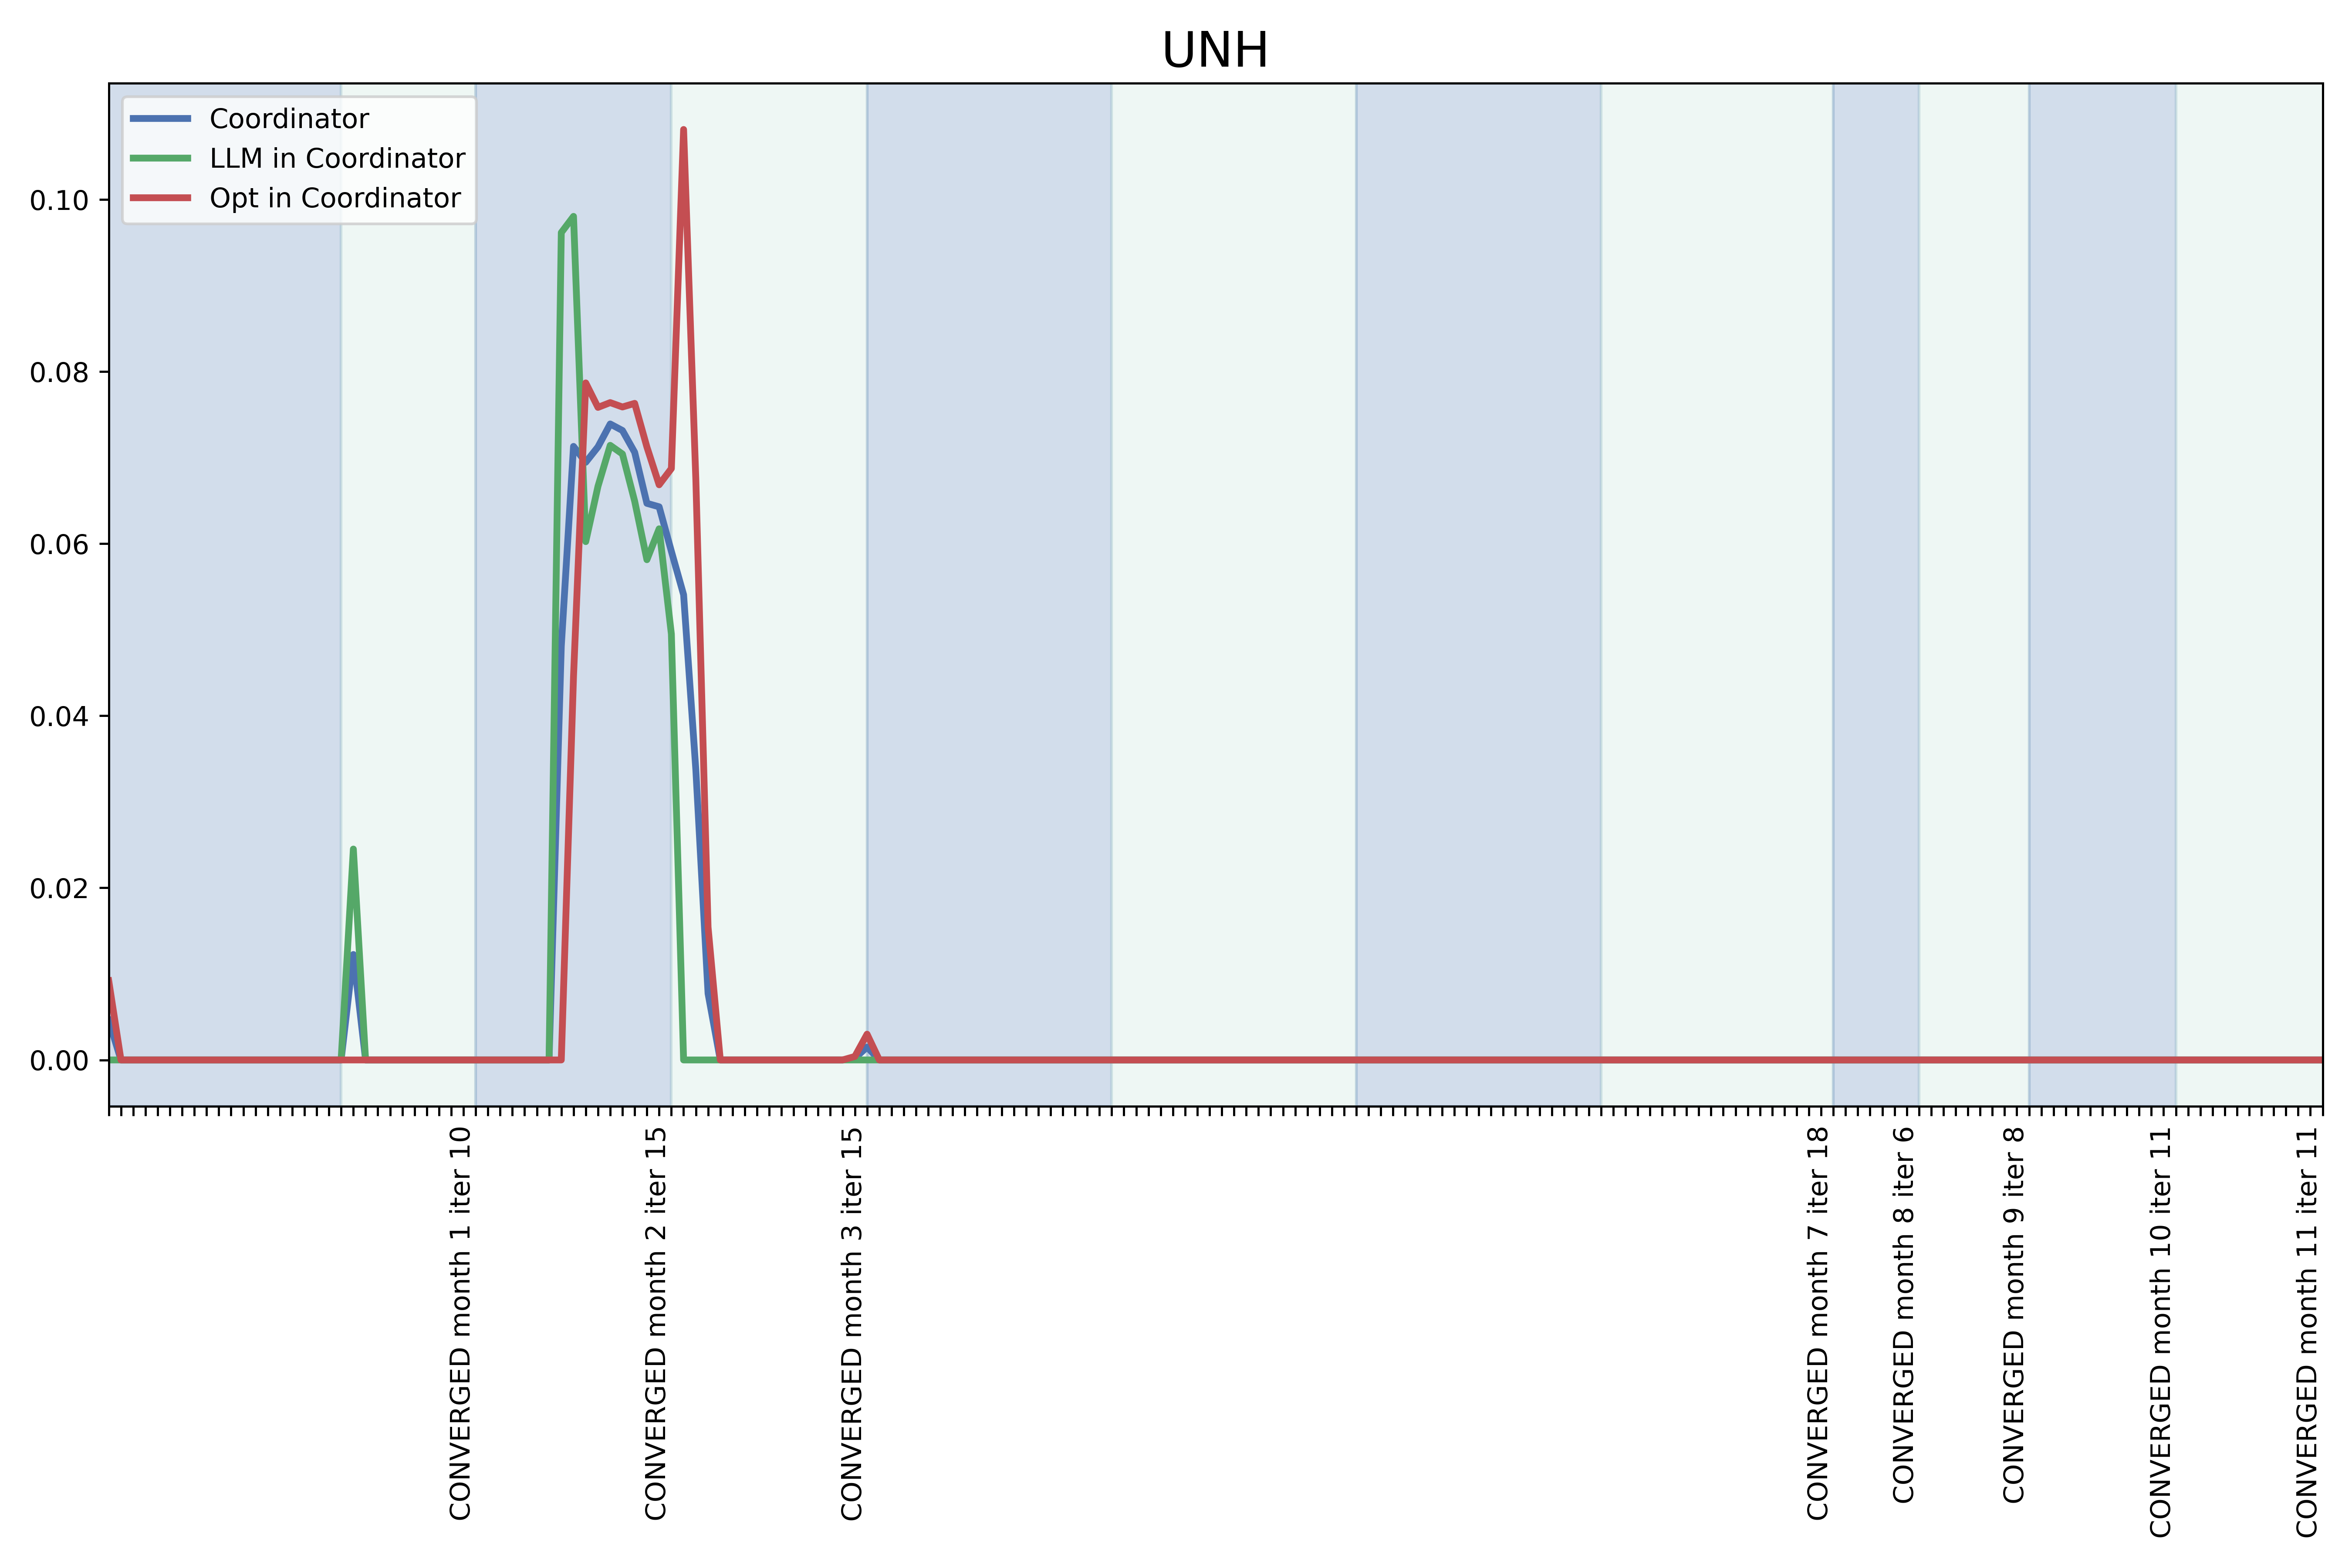 UNH
Coordinator
LLM in Coordinator
Opt in Coordinator
0.10
0.08
0.06
0.04
0.02
0.00
CONVERGED month 1 iter 10
CONVERGED month 2 iter 15
CONVERGED month 3 iter 15
CONVERGED month 7 iter 18
CONVERGED month 8 iter 6
CONVERGED month 9 iter 8
CONVERGED month 10 iter 11
CONVERGED month 11 iter 11